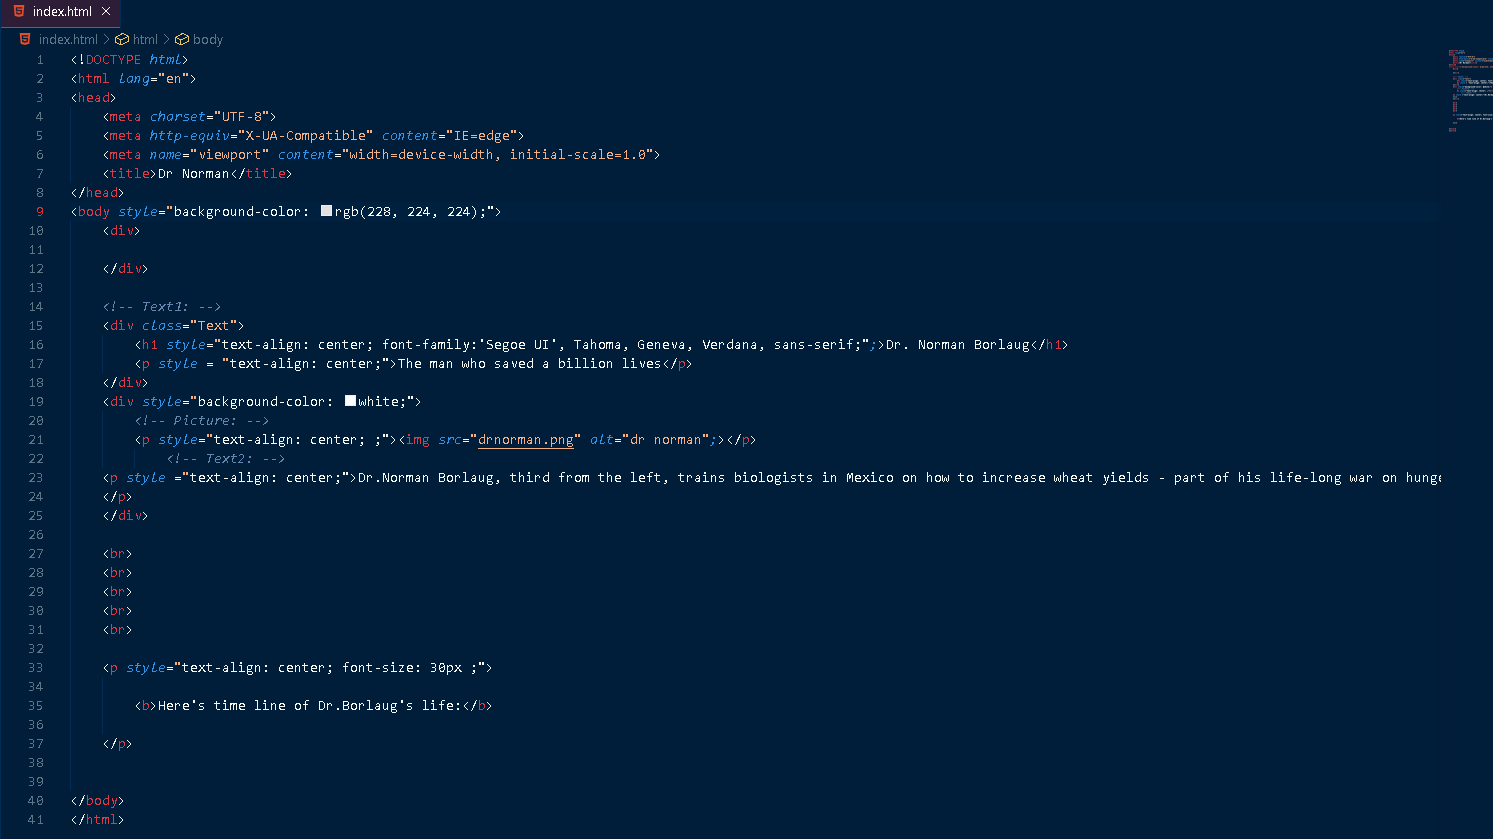 index.html ×
index.html > html > body
1 <!DOCTYPE html>
2 <html lang="en">
3 <head>
4 <meta charset="UTF-8">
5 <meta http-equiv="X-UA-Compatible" content="IE=edge">
6 <meta name="viewport" content="width=device-width, initial-scale=1.0">
7 <title>Dr Norman</title>
8 </head>
9 <body style="background-color: rgb(228, 224, 224);">
10 <div>
11
12 </div>
13
14 <!-- Text1: -->
15 <div class="Text">
16 <h1 style="text-align: center; font-family:'Segoe UI', Tahoma, Geneva, Verdana, sans-serif;";>Dr. Norman Borlaug</h1>
17 <p style = "text-align: center;">The man who saved a billion lives</p>
18 </div>
19 <div style="background-color: white;">
20 <!-- Picture: -->
21 <p style="text-align: center; ;"><img src="drnorman.png" alt="dr norman";></p>
22 <!-- Text2: -->
23 <p style ="text-align: center;">Dr.Norman Borlaug, third from the left, trains biologists in Mexico on how to increase wheat yields - part of his life-long war on hunge
24 </p>
25 </div>
26
27 <br>
28 <br>
29 <br>
30 <br>
31 <br>
32
33 <p style="text-align: center; font-size: 30px ;">
34
35 <b>Here's time line of Dr.Borlaug's life:</b>
36
37 </p>
38
39
40 </body>
41 </html>